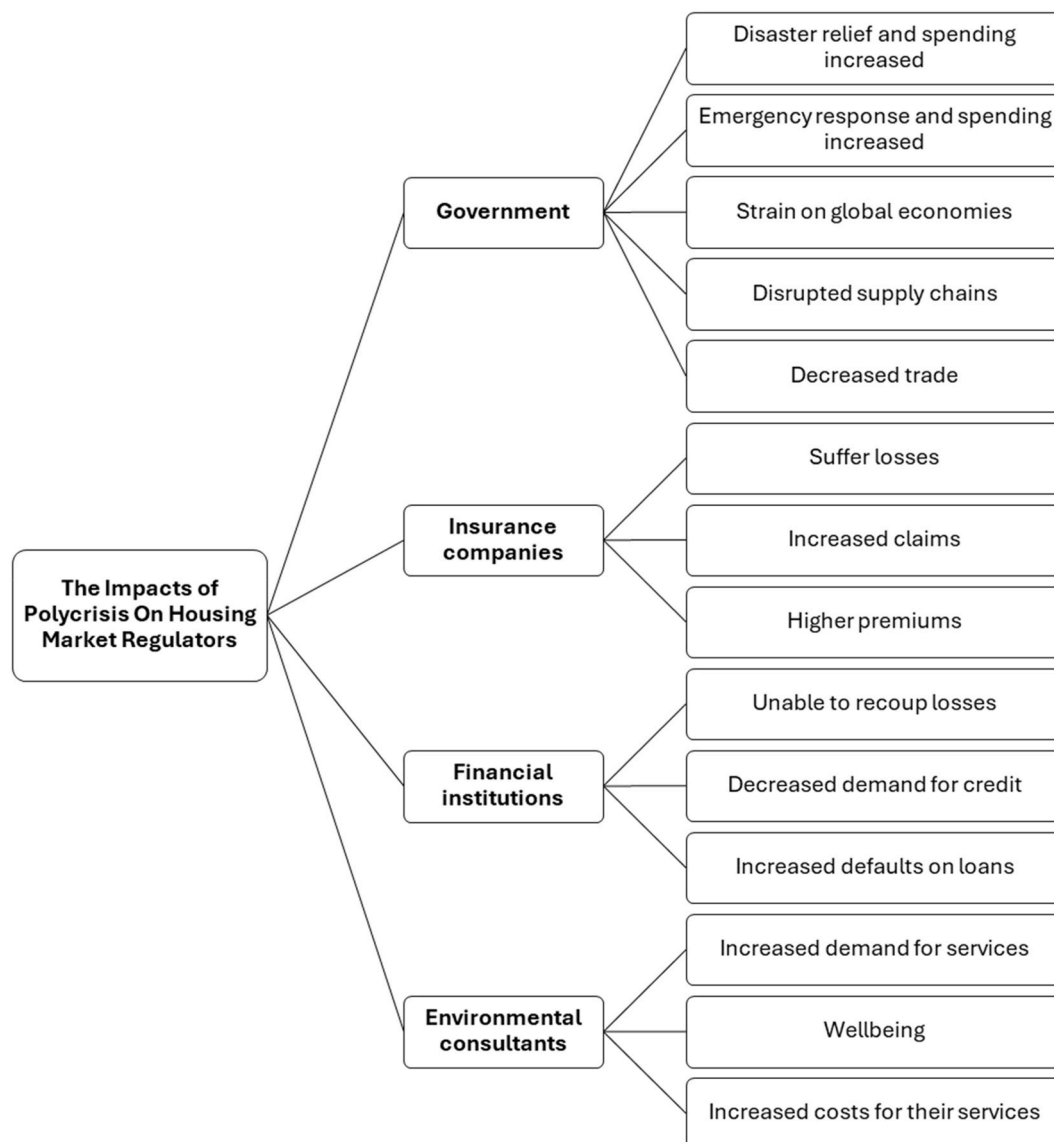 The Impacts of
Polycrisis On Housing
Market Regulators
Government
Disaster relief and spending
increased
Emergency response and spending
increased
Strain on global economies
Disrupted supply chains
Decreased trade
Insurance
companies
Suffer losses
Increased claims
Higher premiums
Financial
institutions
Unable to recoup losses
Decreased demand for credit
Increased defaults on loans
Environmental
consultants
Increased demand for services
Wellbeing
Increased costs for their services